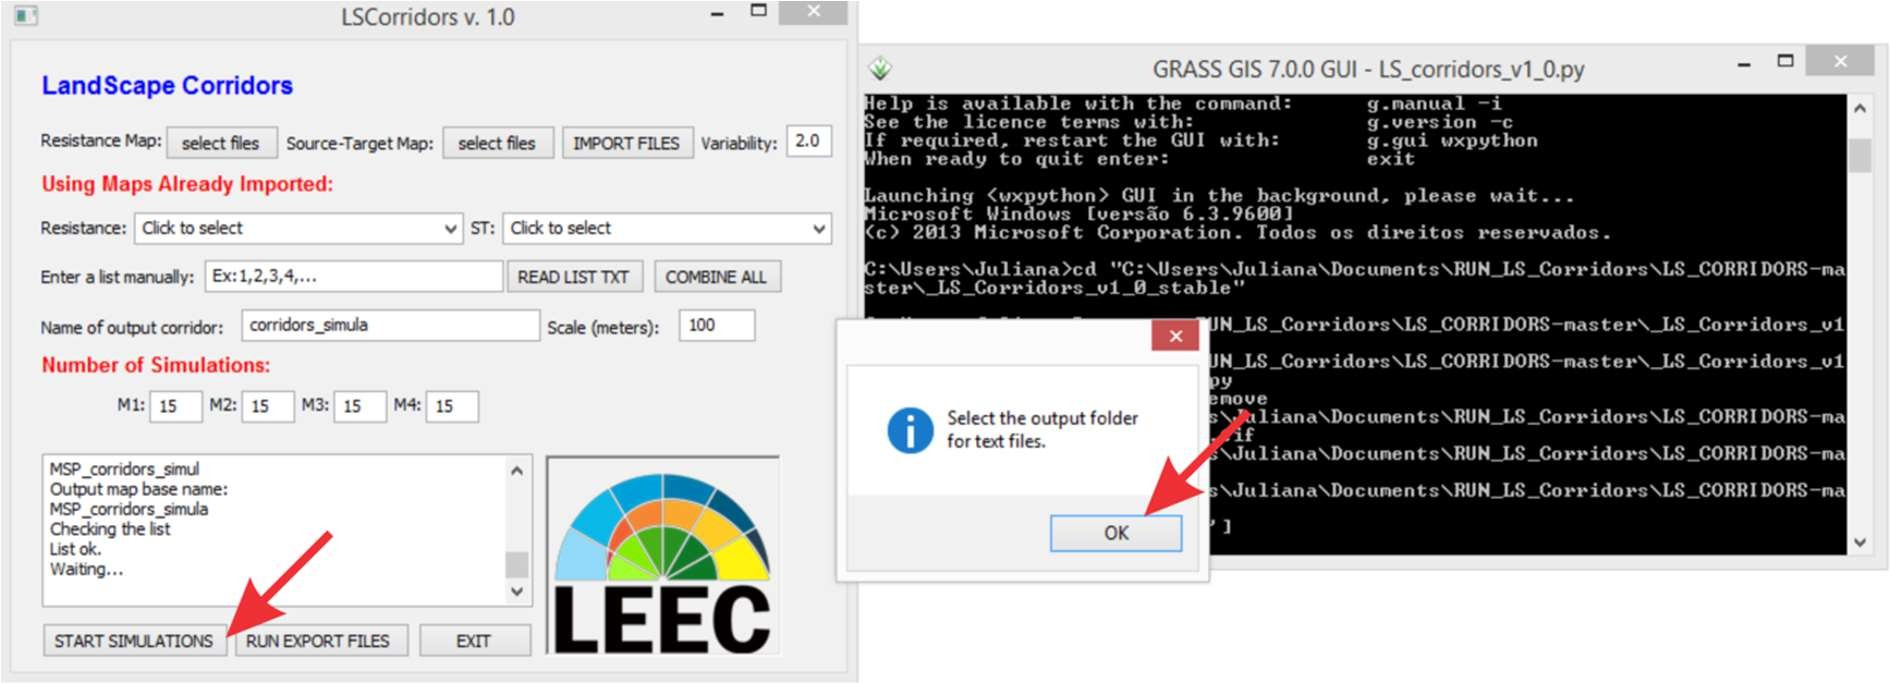 LSCorridors v. 1.0
LandScape Corridors
Resistance Map: select files Source-Target Map: select files IMPORT FILES Variability: 2.0
Using Maps Already Imported:
Resistance: Click to select ST: Click to select
Enter a list manually: Ex:1,2,3,4,... READ LIST TXT COMBINE ALL
Name of output corridor: corridors_simula Scale (meters): 100
Number of Simulations:
M1: 15 M2: 15 M3: 15 M4: 15
MSP_corridors_simul
Output map base name:
MSP_corridors_simula
Checking the list
List ok.
Waiting...
LEEC
START SIMULATIONS RUN EXPORT FILES EXIT
GRASS GIS 7.0.0 GUI - LS_corridors_v1_0.py
Help is available with the command: g.manual -i
See the licence terms with: g.version -c
If required, restart the GUI with: g.gui wxpython
When ready to quit enter: exit
Launching <wxpython> GUI in the background, please wait...
Microsoft Windows [versão 6.3.9600]
(c) 2013 Microsoft Corporation. Todos os direitos reservados.
C:\Users\Juliana>cd "C:\Users\Juliana\Documents\RUN_LS_Corridors\LS_CORRIDORS-ma
ster\_LS_Corridors_v1_0_stable"
UN_LS_Corridors\LS_CORRIDORS-master\_LS_Corridors_v1
UN_LS_Corridors\LS_CORRIDORS-master\_LS_Corridors_v1
py
emove
s\Juliana\Documents\RUN_LS_Corridors\LS_CORRIDORS-ma
if
s\Juliana\Documents\RUN_LS_Corridors\LS_CORRIDORS-ma
s\Juliana\Documents\RUN_LS_Corridors\LS_CORRIDORS-ma
']
Select the output folder
for text files.
OK